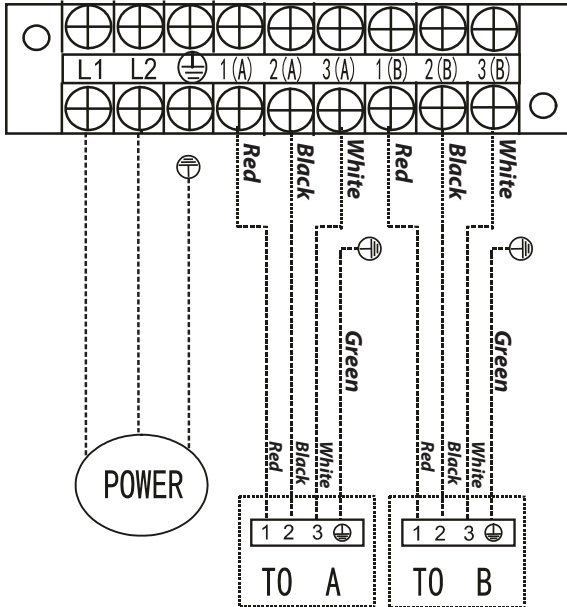 L1 L2 1(A) 2(A) 3(A) 1(B) 2(B) 3(B)
Red Black White Red Black White
Green Green
Red Black White Red Black White
POWER
1 2 3 1 2 3
TO A TO B